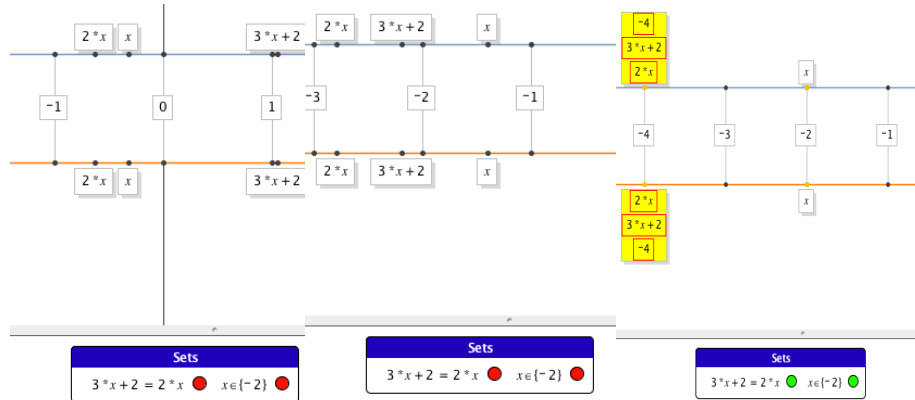 2*x x 3*x+2
-1 0 1
2*x x 3*x+2
Sets
3*x+2 = 2*x x∈{-2}
2*x 3*x+2 x
-3 -2 -1
2*x 3*x+2 x
Sets
3*x+2 = 2*x x∈{-2}
-4
3*x+2
2*x x
-4 -3 -2 -1
2*x x
3*x+2
-4
Sets
3*x+2 = 2*x x∈{-2}